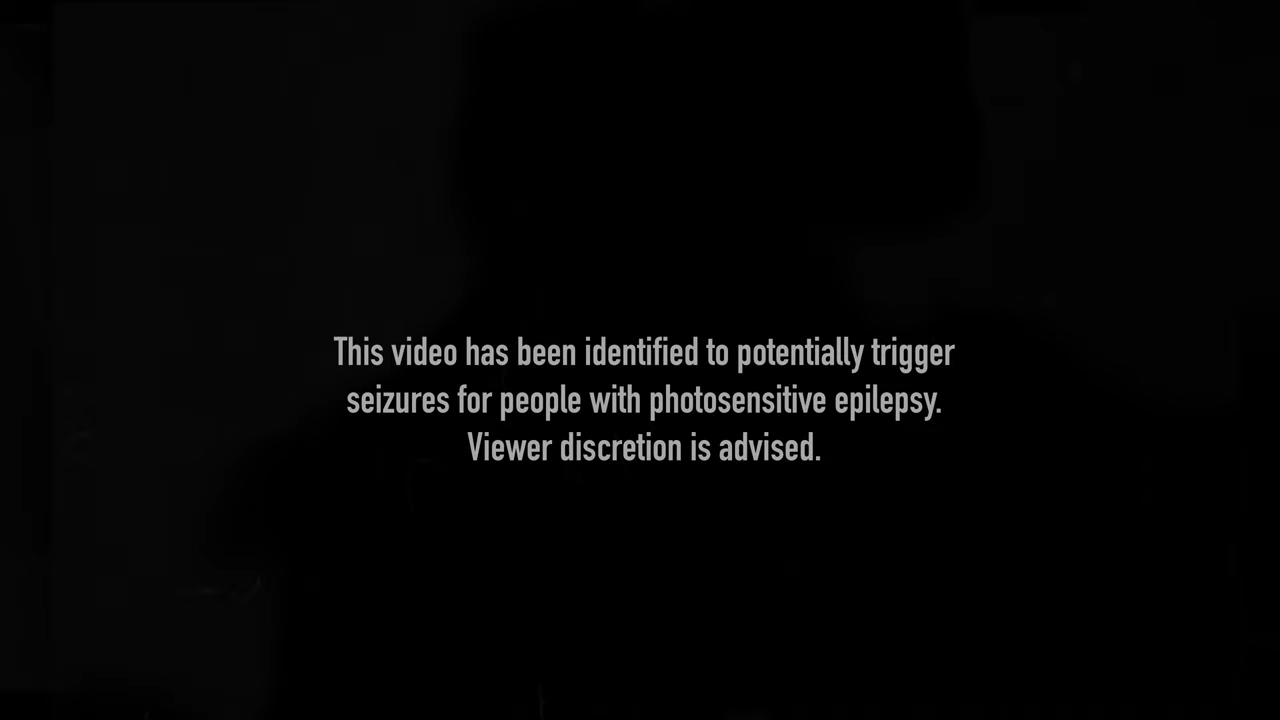 This video has been identified to potentially trigger
seizures for people with photosensitive epilepsy.
Viewer discretion is advised.